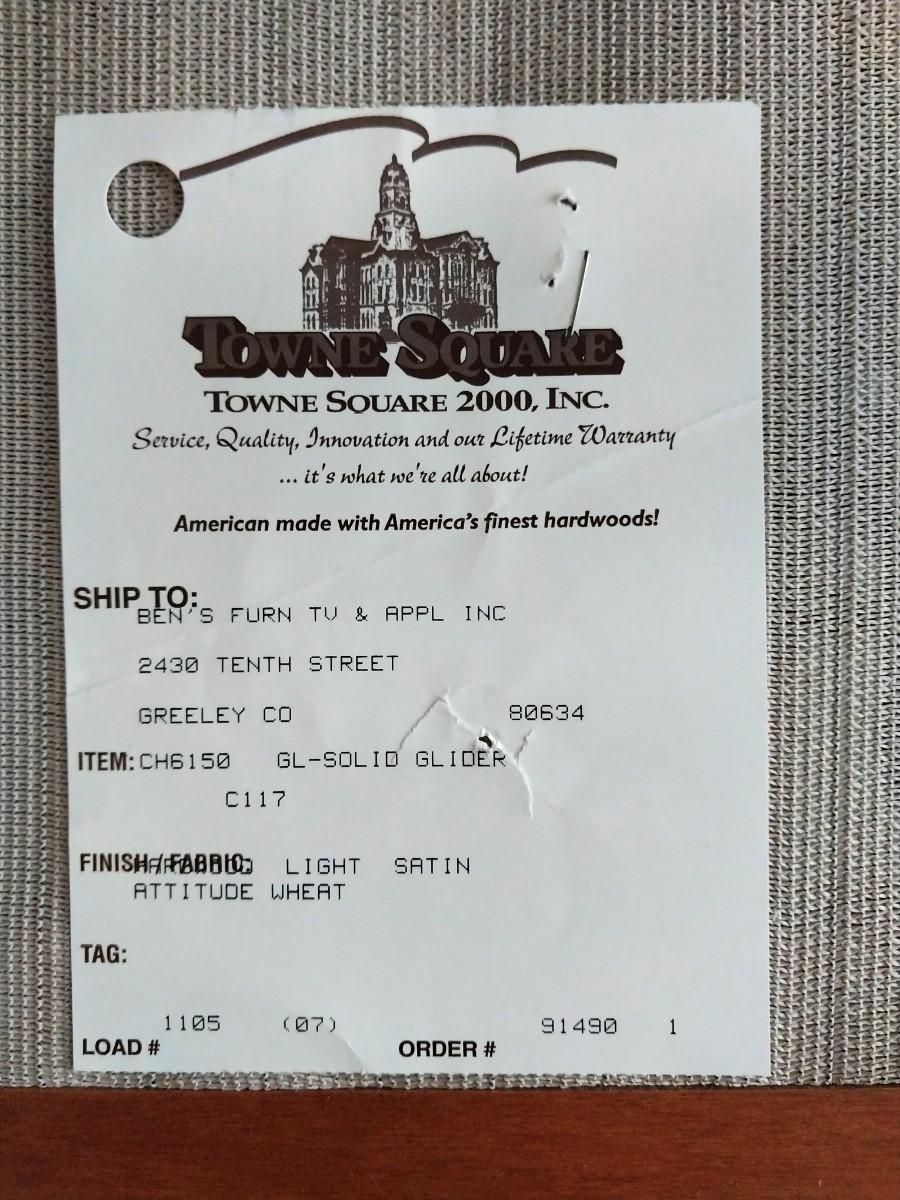 TOWNE SQUARE
TOWNE SQUARE 2000, INC.
Service, Quality, Innovation and our Lifetime Warranty
... it's what we're all about!
American made with America's finest hardwoods!
SHIP TO:
BEN'S FURN TV & APPL INC
2430 TENTH STREET
GREELEY CO 80634
ITEM: CH6150 GL-SOLID GLIDER
C117
FINISH/FABRIC: HARDWOOD LIGHT SATIN
ATTITUDE WHEAT
TAG:
1105 (07) 91490 1
LOAD # ORDER #